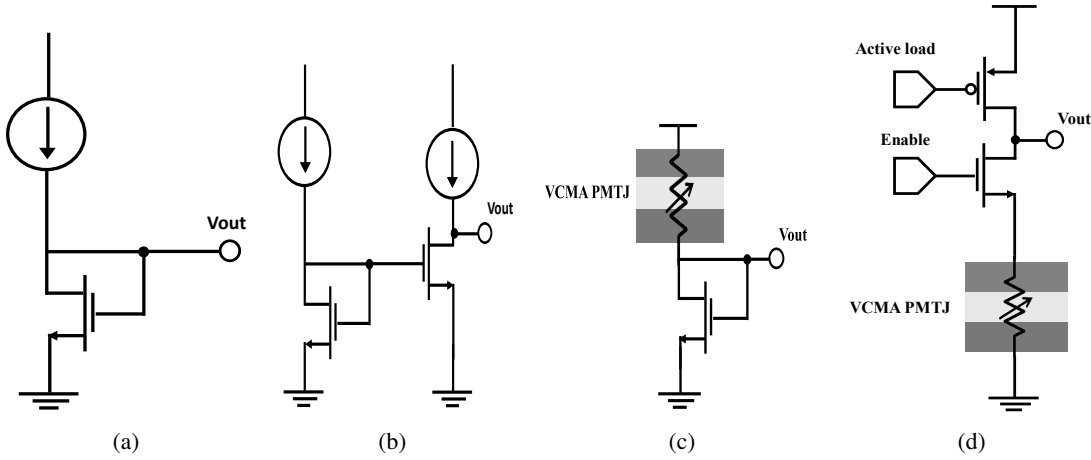 Vout
(a)
Vout
(b)
VCMA PMTJ
Vout
(c)
Active load
Vout
Enable
VCMA PMTJ
(d)